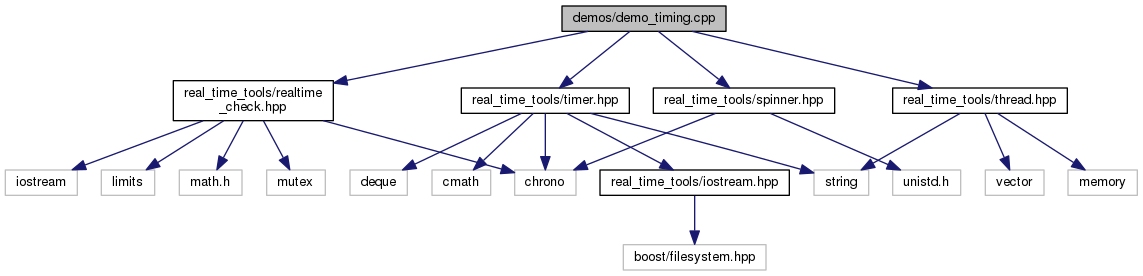 demos/demo_timing.cpp
real_time_tools/realtime
_check.hpp
real_time_tools/timer.hpp
real_time_tools/spinner.hpp
real_time_tools/thread.hpp
iostream
limits
math.h
mutex
deque
cmath
chrono
real_time_tools/iostream.hpp
string
unistd.h
vector
memory
boost/filesystem.hpp